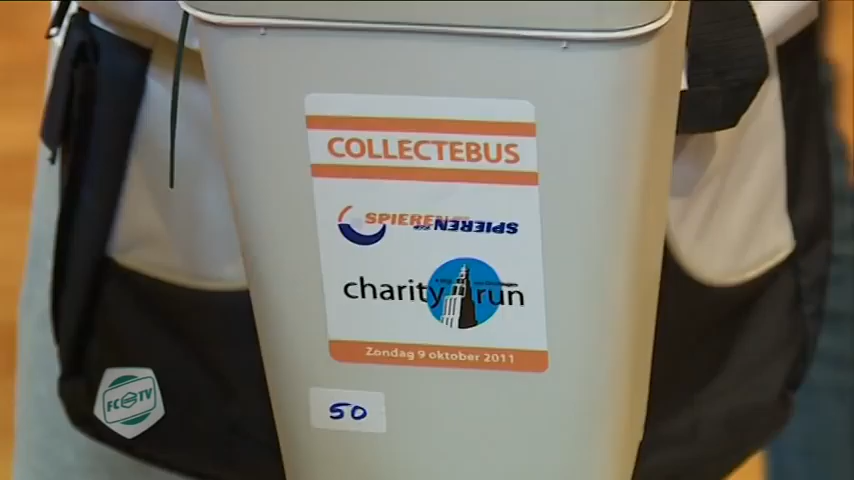 COLLECTEBUS
SPIEREN
SPIEREN
charity run
Zondag 9 oktober 2011
50
FC TV